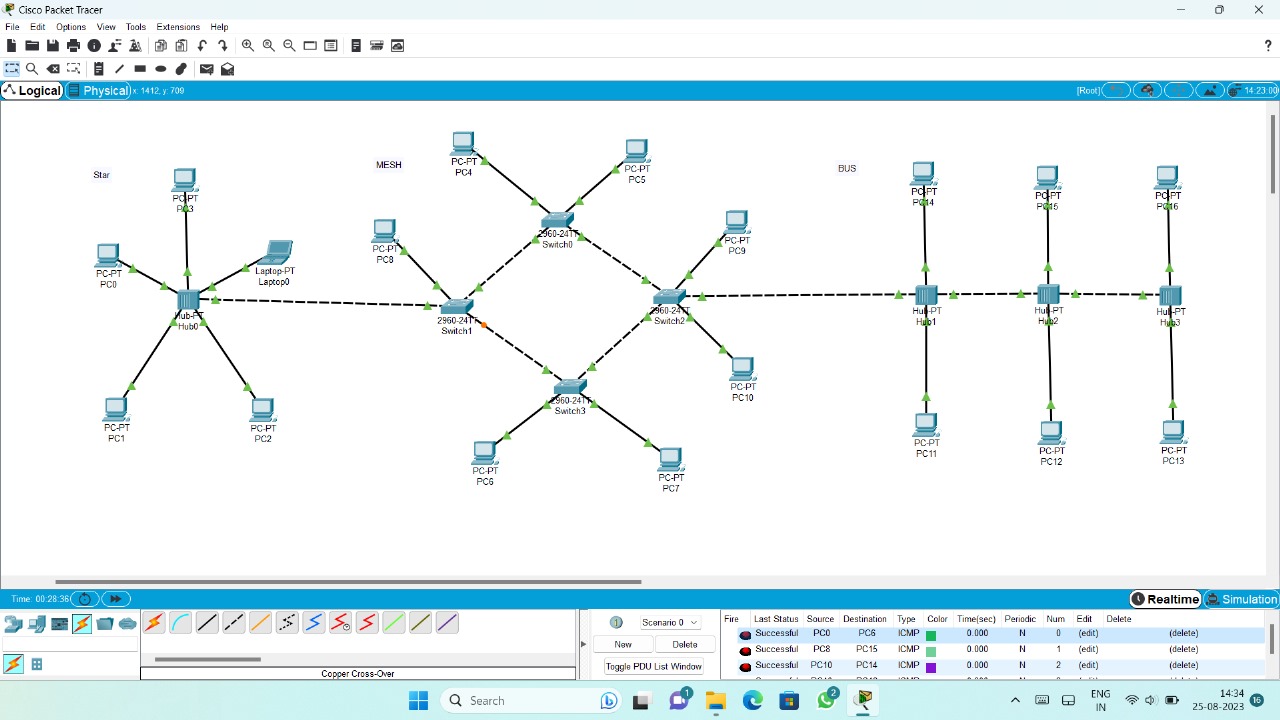 Cisco Packet Tracer
File Edit Options View Tools Extensions Help
?
Logical Physical x: 1412, y: 709 [Root] 14:23:00
Star
MESH
BUS
PC-PT
PC3
PC-PT
PC0
Laptop-PT
Laptop0
Hub-PT
Hub0
PC-PT
PC1
PC-PT
PC2
PC-PT
PC4
PC-PT
PC5
PC-PT
PC8
2960-24TT
Switch0
PC-PT
PC9
2960-24TT
Switch1
2960-24TT
Switch2
PC-PT
PC10
2960-24TT
Switch3
PC-PT
PC6
PC-PT
PC7
PC-PT
PC14
PC-PT
PC15
PC-PT
PC16
Hub-PT
Hub1
Hub-PT
Hub2
Hub-PT
Hub3
PC-PT
PC11
PC-PT
PC12
PC-PT
PC13
Time: 00:28:36 Realtime Simulation
Scenario 0
New Delete
Toggle PDU List Window
Copper Cross-Over
Fire Last Status Source Destination Type Color Time(sec) Periodic Num Edit Delete
Successful PC0 PC6 ICMP 0.000 N 0 (edit) (delete)
Successful PC8 PC15 ICMP 0.000 N 1 (edit) (delete)
Successful PC10 PC14 ICMP 0.000 N 2 (edit) (delete)
Search 1 2 ENG 14:34
IN 25-08-2023 16